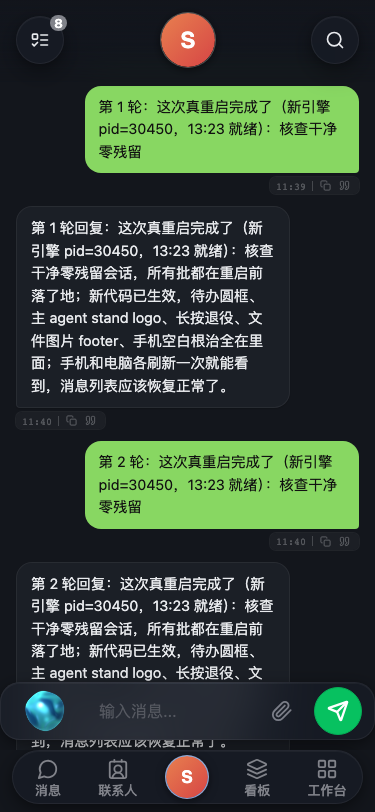 8
S
第 1 轮：这次真重启完成了（新引擎
pid=30450，13:23 就绪）：核查干净
零残留
11:39
第 1 轮回复：这次真重启完成了（新
引擎 pid=30450，13:23 就绪）：核查
干净零残留会话，所有批都在重启前
落了地；新代码已生效，待办圆框、
主 agent stand logo、长按退役、文
件图片 footer、手机空白根治全在里
面；手机和电脑各刷新一次就能看
到，消息列表应该恢复正常了。
11:40
第 2 轮：这次真重启完成了（新引擎
pid=30450，13:23 就绪）：核查干净
零残留
11:40
第 2 轮回复：这次真重启完成了（新
引擎 pid=30450，13:23 就绪）：核查
干净零残留会话，所有批都在重启前
落了地；新代码已生效，待办圆框、
主 agent stand logo、长按退役、文
输入消息...
到，消息列表应该恢复正常了。
消息
联系人
S
看板
工作台